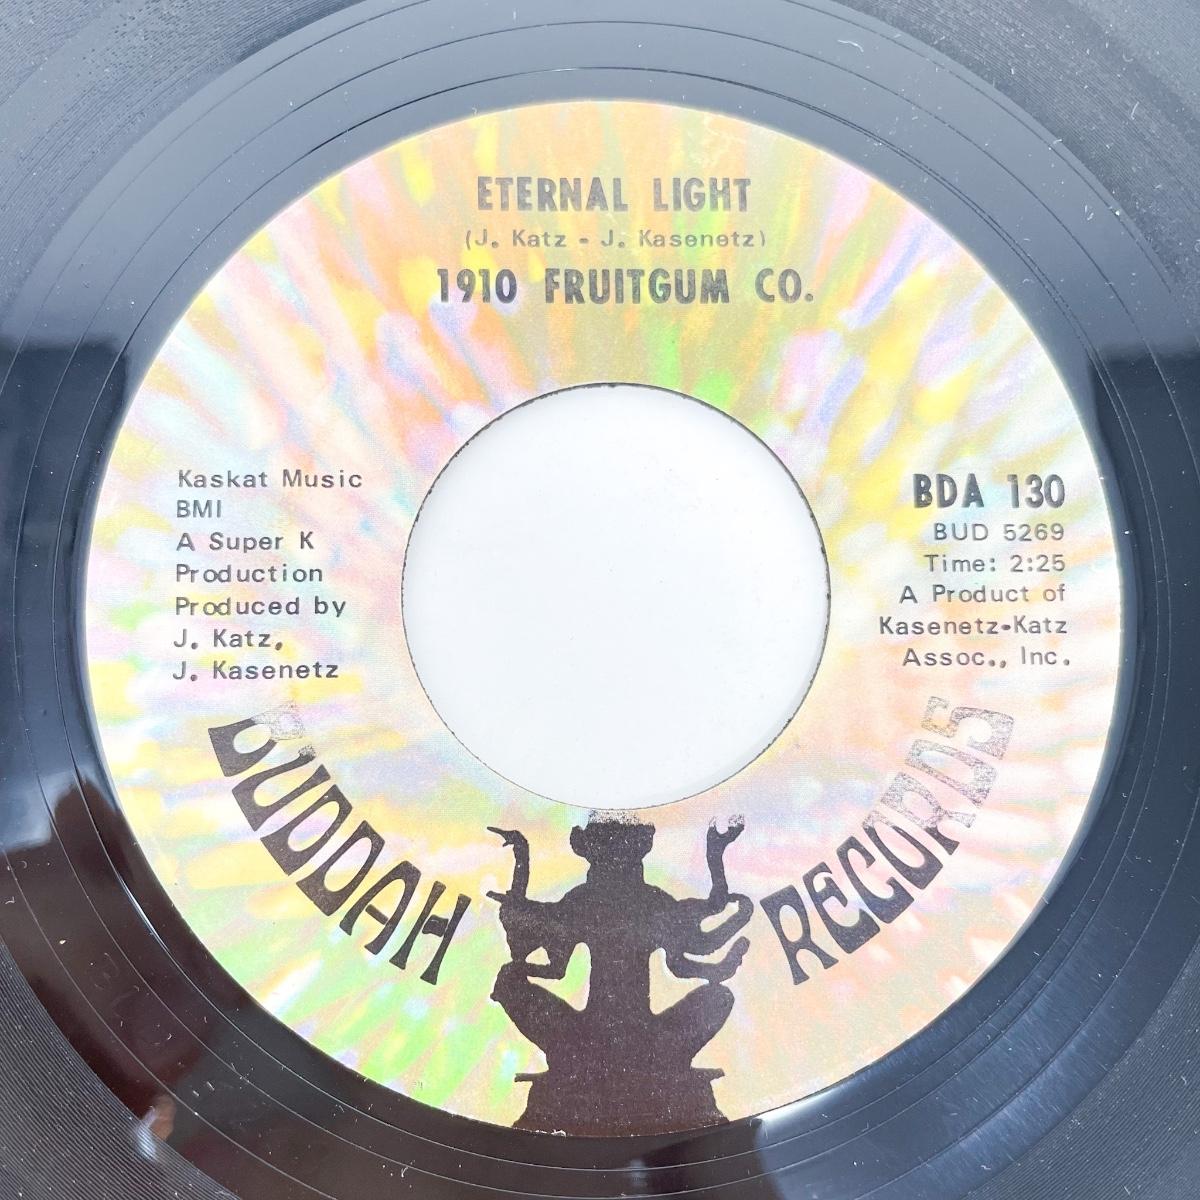 ETERNAL LIGHT
(J. Katz - J. Kasenetz)
1910 FRUITGUM CO.
Kaskat Music
BMI
A Super K
Production
Produced by
J. Katz,
J. Kasenetz
BDA 130
BUD 5269
Time: 2:25
A Product of
Kasenetz-Katz
Assoc., Inc.
BUDDAH RECORDS